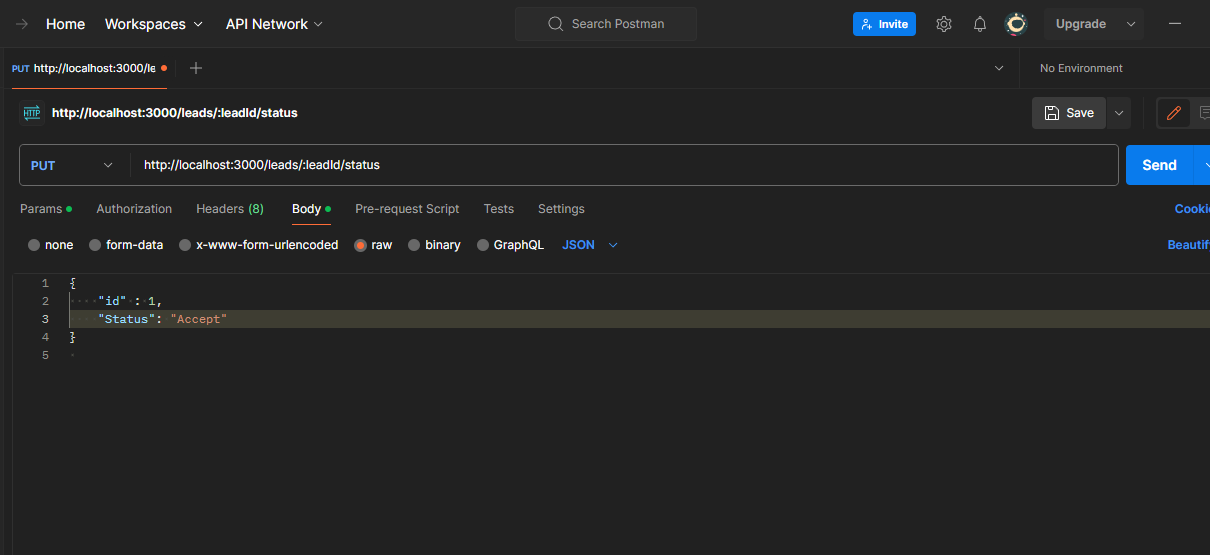 Home Workspaces API Network Search Postman Invite Upgrade
PUT http://localhost:3000/le No Environment
HTTP http://localhost:3000/leads/:leadId/status Save
PUT http://localhost:3000/leads/:leadId/status Send
Params Authorization Headers (8) Body Pre-request Script Tests Settings Cooki
none form-data x-www-form-urlencoded raw binary GraphQL JSON Beautif
1 {
2 "id" : 1,
3 "Status": "Accept"
4 }
5